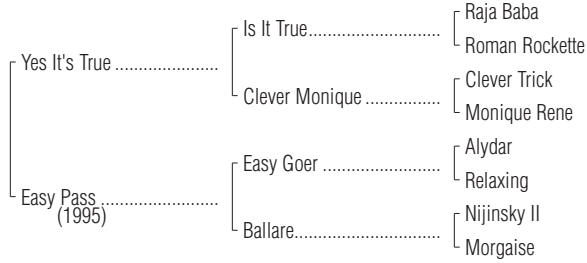 Raja Baba
Is It True
Roman Rockette
Yes It's True
Clever Trick
Clever Monique
Monique Rene
Alydar
Easy Goer
Relaxing
Easy Pass
(1995)
Nijinsky II
Ballare
Morgaise